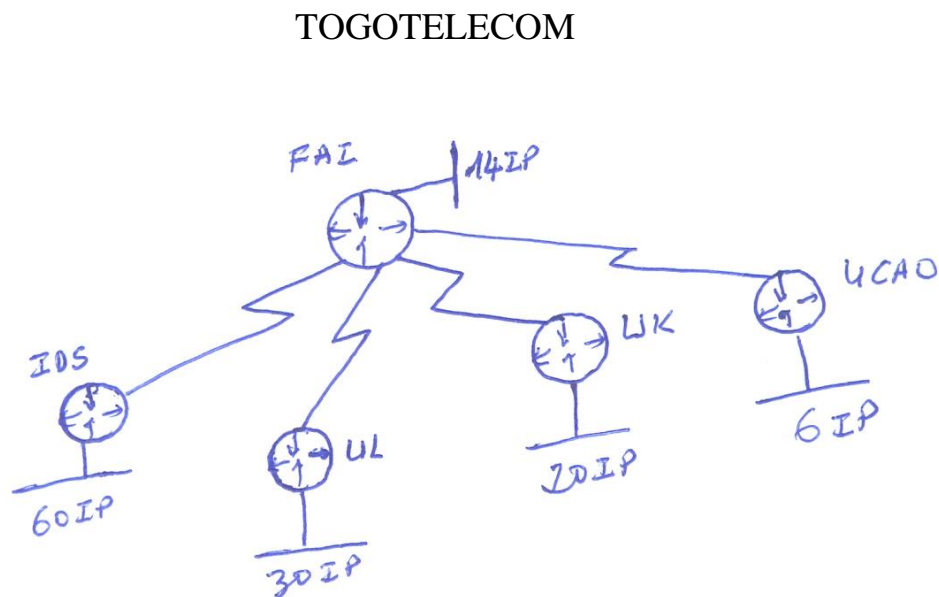 TOGOTELECOM
FAI
14IP
UCAO
UK
IDS
6IP
UL
20IP
60IP
30IP